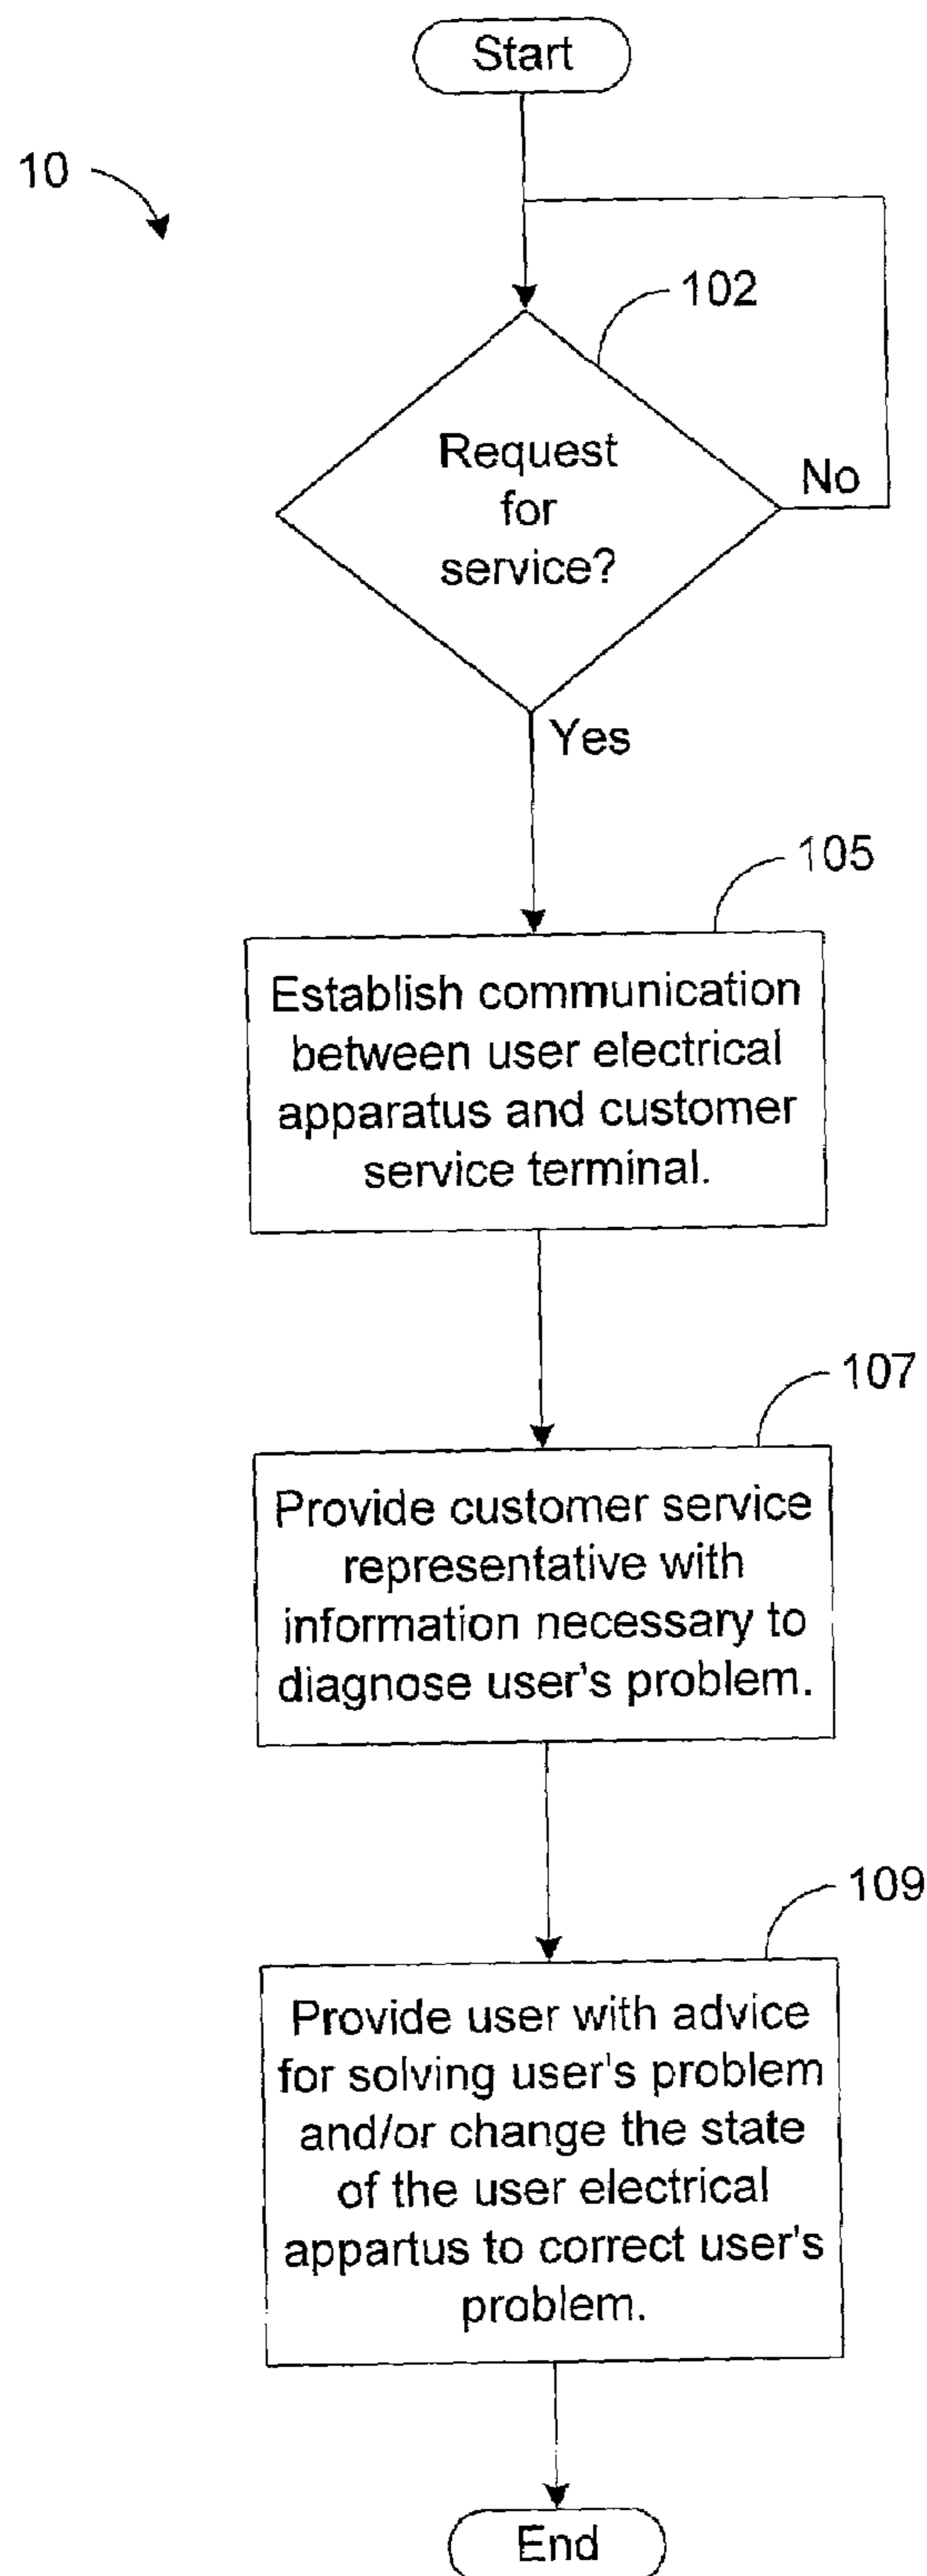 Start
10
102
Request
for
service?
No
Yes
105
Establish communication
between user electrical
apparatus and customer
service terminal.
107
Provide customer service
representative with
information necessary to
diagnose user's problem.
109
Provide user with advice
for solving user's problem
and/or change the state
of the user electrical
appartus to correct user's
problem.
End